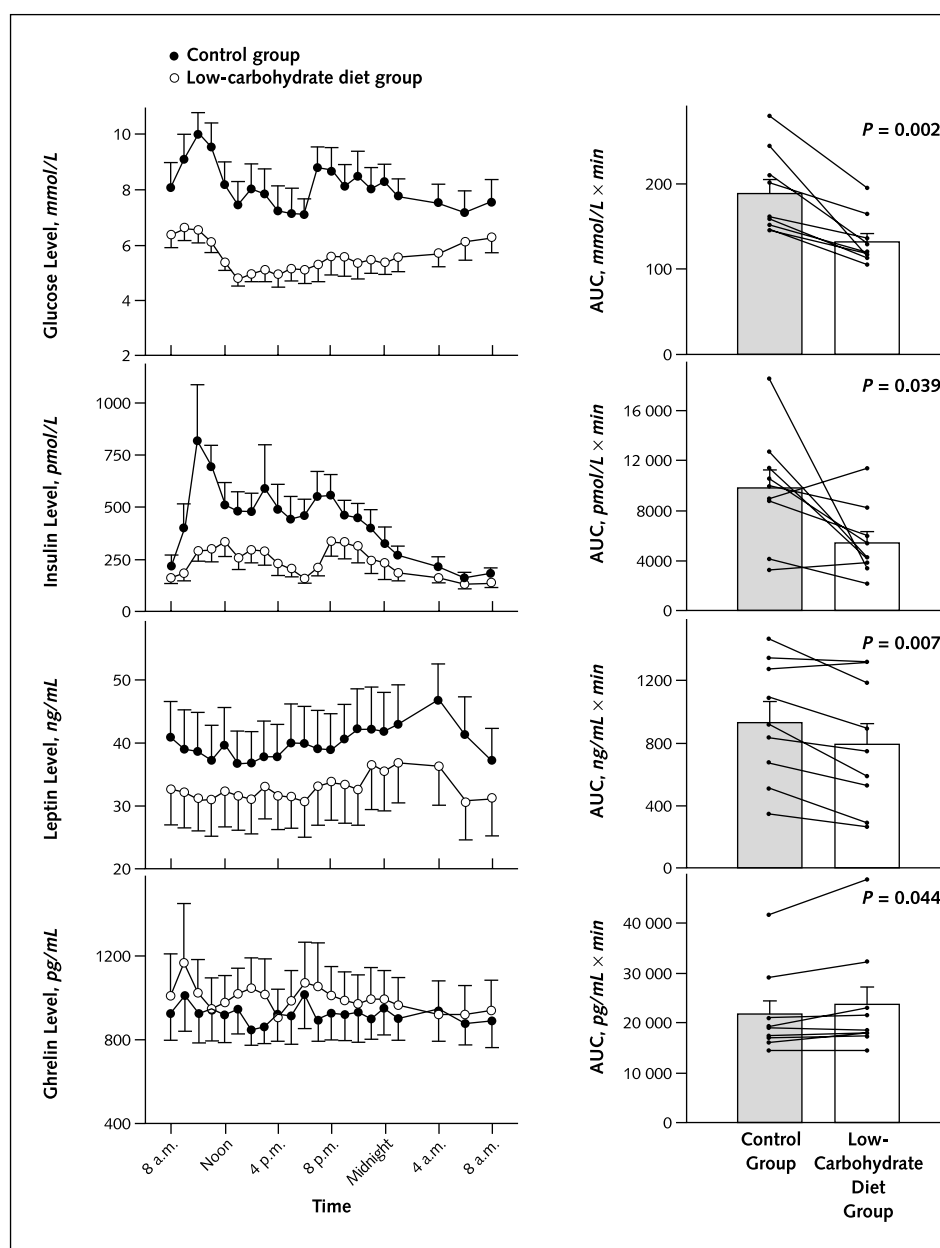 Control group
Low-carbohydrate diet group
Glucose Level, mmol/L
10
8
6
4
2
AUC, mmol/L × min
200
100
0
P = 0.002
Insulin Level, pmol/L
1000
750
500
250
0
AUC, pmol/L × min
16 000
12 000
8000
4000
0
P = 0.039
Leptin Level, ng/mL
50
40
30
20
AUC, ng/mL × min
1200
800
400
0
P = 0.007
Ghrelin Level, pg/mL
1200
800
400
AUC, pg/mL × min
40 000
30 000
20 000
10 000
0
P = 0.044
8 a.m.
Noon
4 p.m.
8 p.m.
Midnight
4 a.m.
8 a.m.
Time
Control
Group
Low-
Carbohydrate
Diet
Group